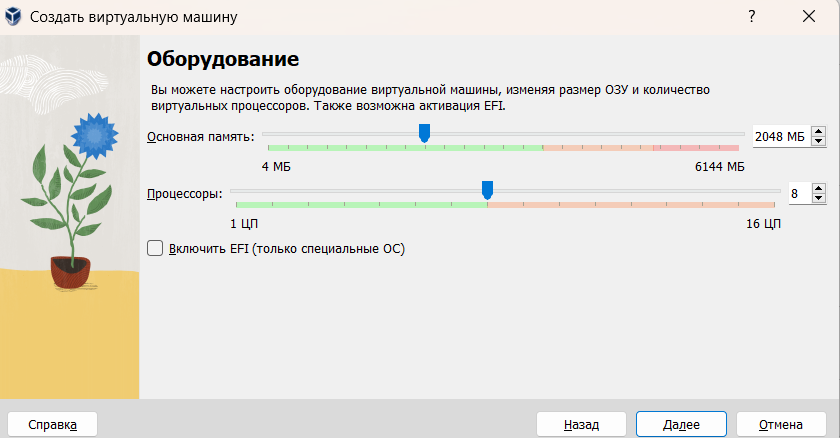 Создать виртуальную машину
?
Оборудование
Вы можете настроить оборудование виртуальной машины, изменяя размер ОЗУ и количество
виртуальных процессоров. Также возможна активация EFI.
Основная память: 2048 МБ
4 МБ 6144 МБ
Процессоры: 8
1 ЦП 16 ЦП
Включить EFI (только специальные ОС)
Справка Назад Далее Отмена